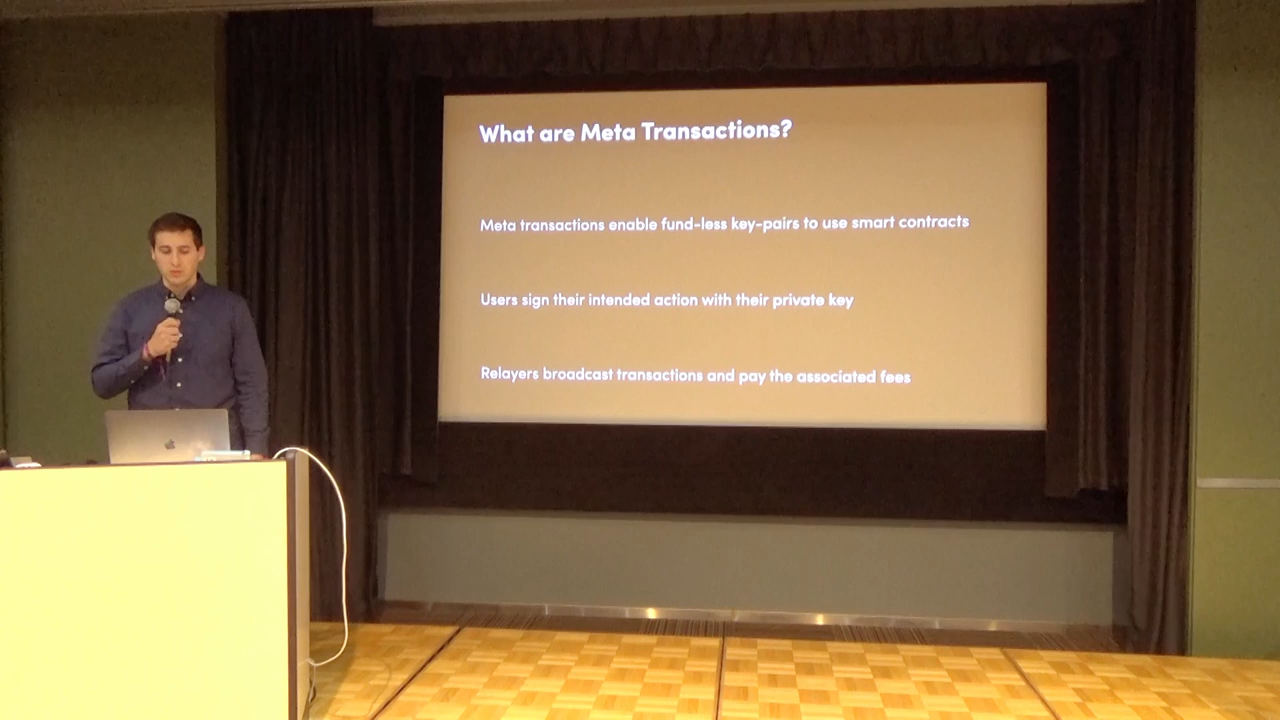 What are Meta Transactions?
Meta transactions enable fund-less key-pairs to use smart contracts
Users sign their intended action with their private key
Relayers broadcast transactions and pay the associated fees